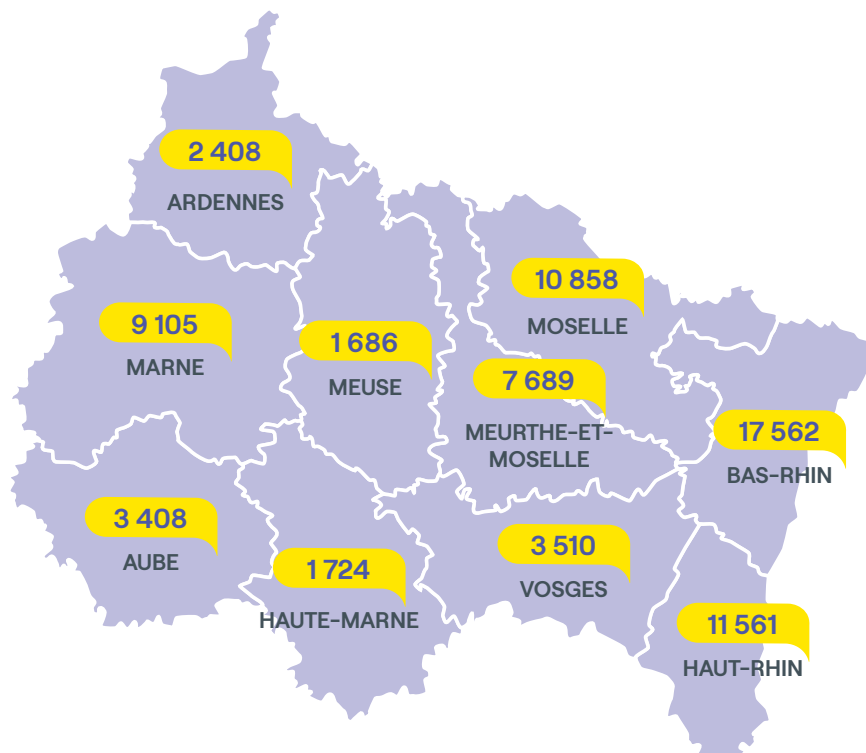 2 408
ARDENNES
10 858
MOSELLE
9 105
MARNE
1 686
MEUSE
7 689
MEURTHE-ET-
MOSELLE
17 562
BAS-RHIN
3 408
AUBE
1 724
HAUTE-MARNE
3 510
VOSGES
11 561
HAUT-RHIN